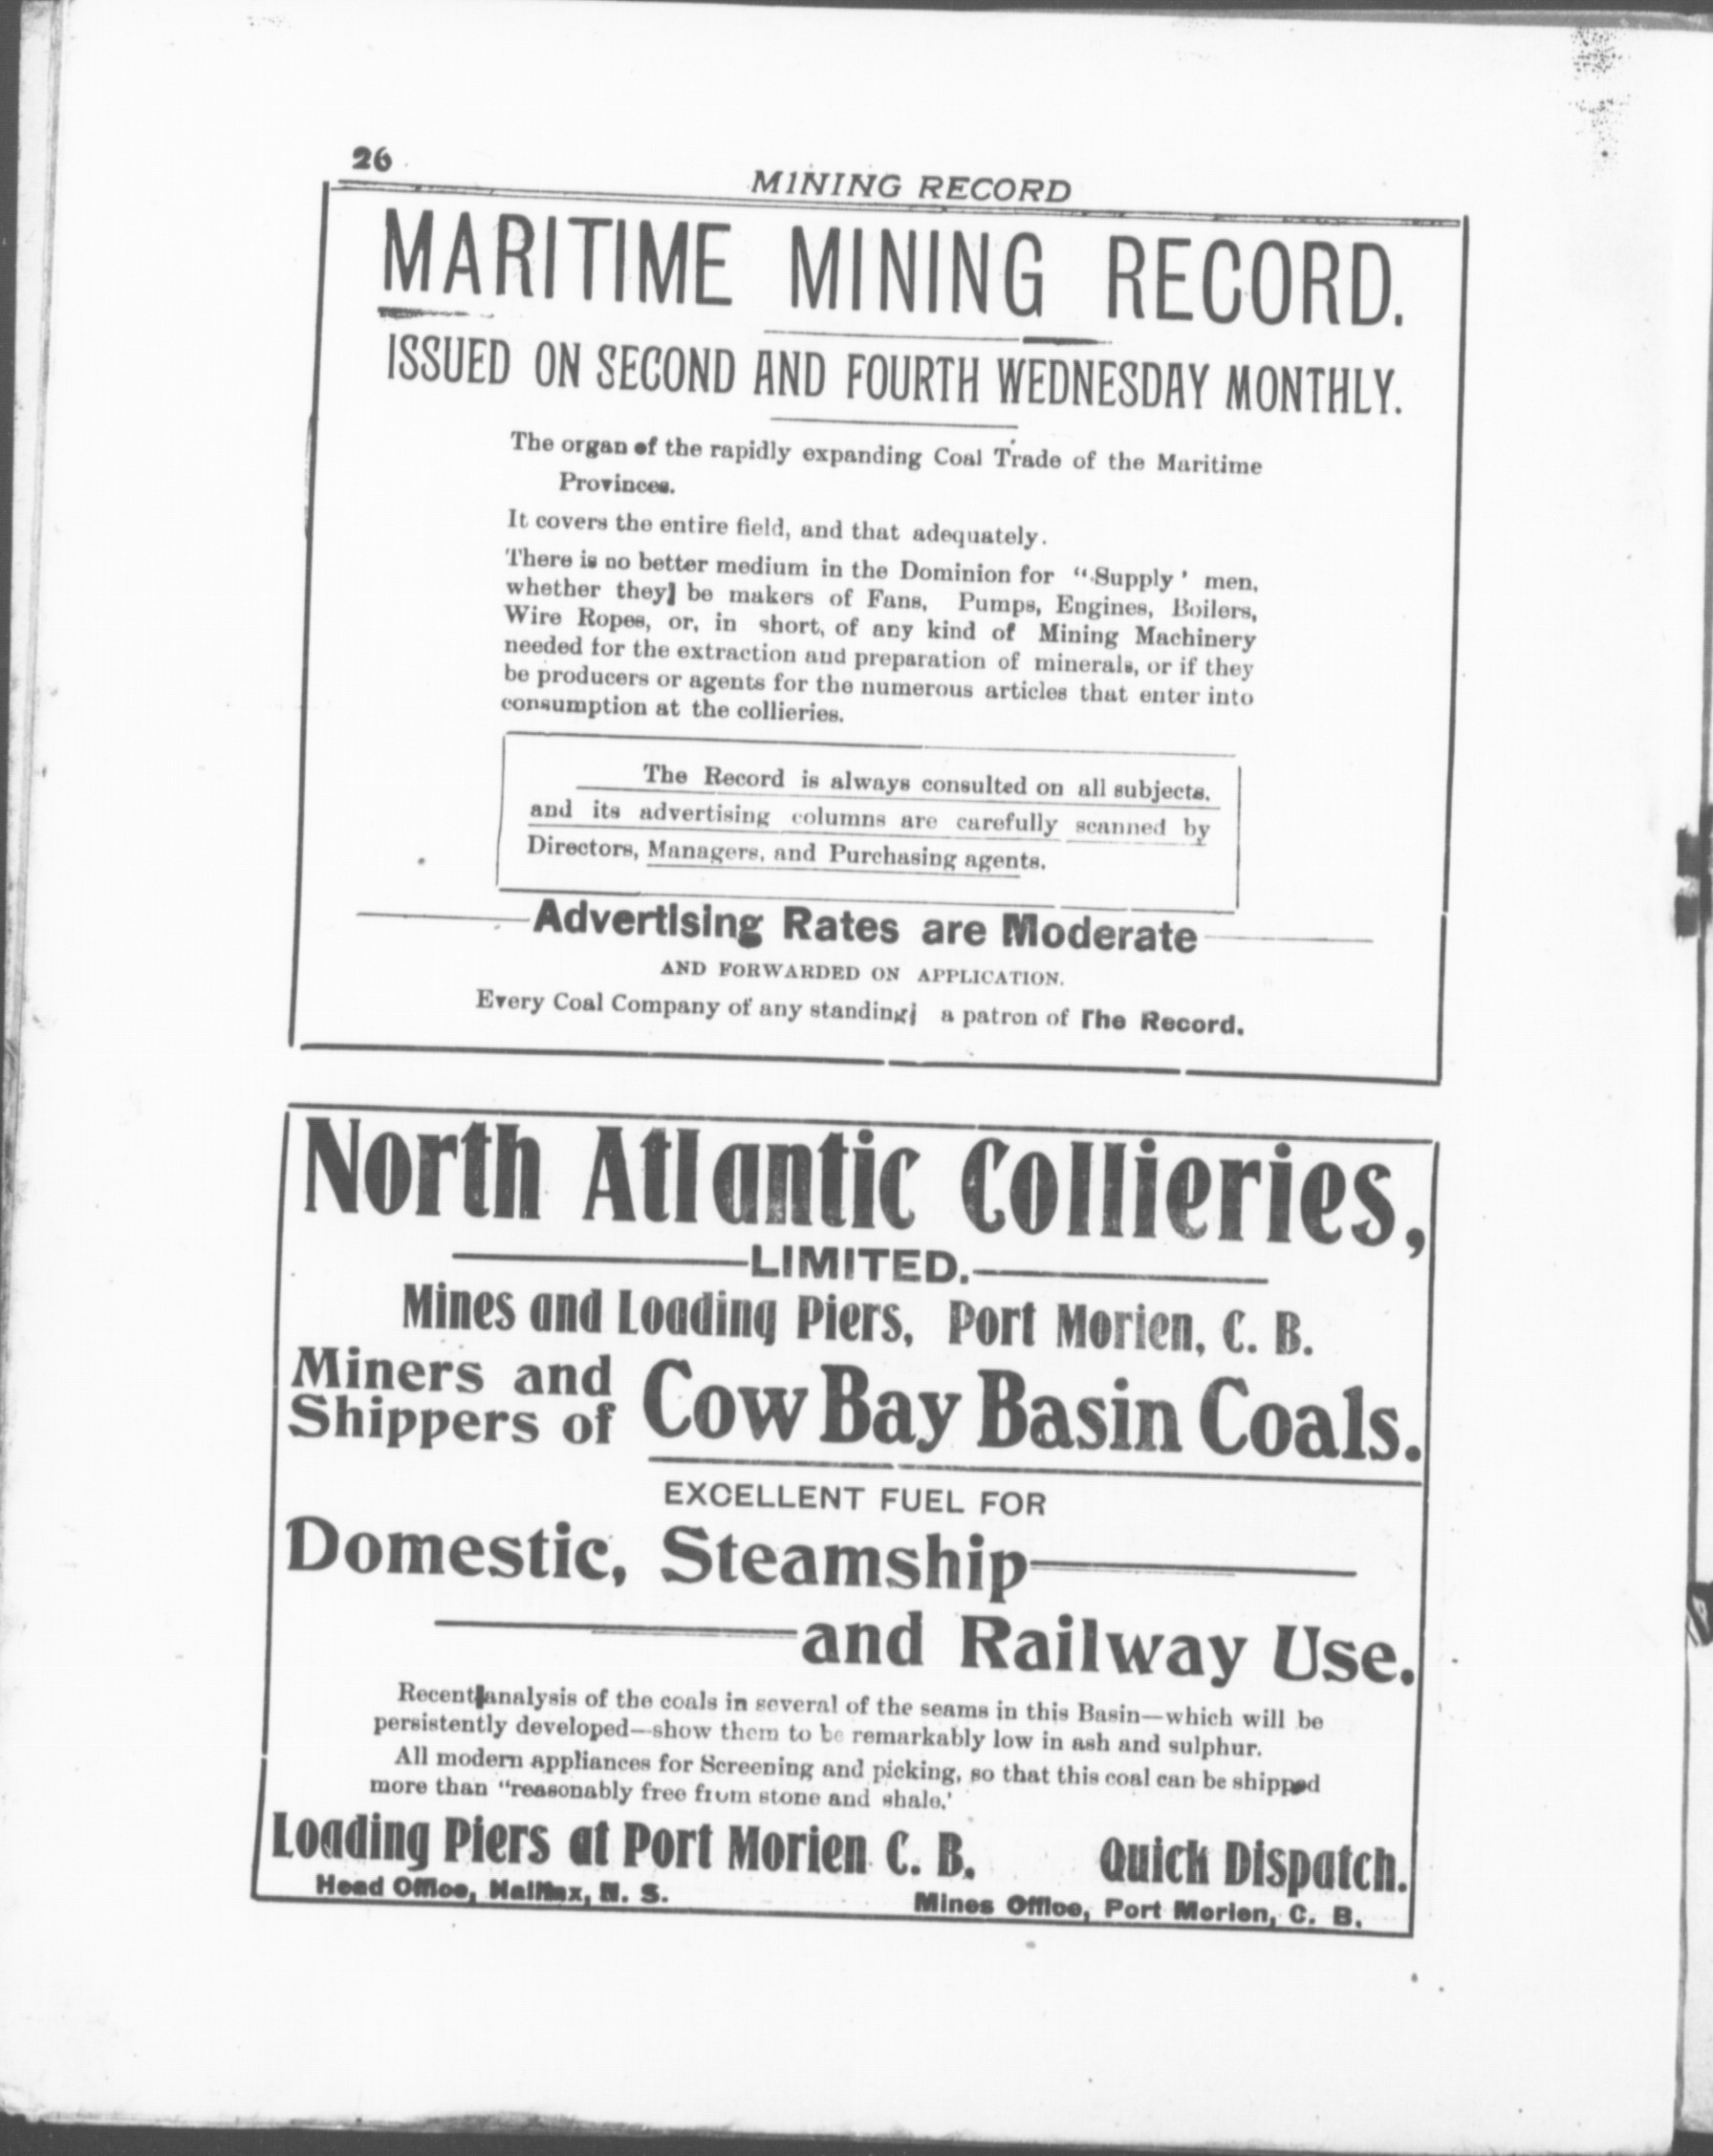 26
MINING RECORD
MARITIME MINING RECORD.
ISSUED ON SECOND AND FOURTH WEDNESDAY MONTHLY.
The organ of the rapidly expanding Coal Trade of the Maritime
Provinces.
It covers the entire field, and that adequately.
There is no better medium in the Dominion for "Supply' men,
whether they be makers of Fans, Pumps, Engines, Boilers,
Wire Ropes, or, in short, of any kind of Mining Machinery
needed for the extraction and preparation of minerals, or if they
be producers or agents for the numerous articles that enter into
consumption at the collieries.
The Record is always consulted on all subjects,
and its advertising columns are carefully scanned by
Directors, Managers, and Purchasing agents.
Advertising Rates are Moderate
AND FORWARDED ON APPLICATION.
Every Coal Company of any standing a patron of The Record.
North Atlantic Collieries,
LIMITED.
Mines and Loading Piers, Port Morien, C. B.
Miners and
Shippers of Cow Bay Basin Coals.
EXCELLENT FUEL FOR
Domestic, Steamship
and Railway Use.
Recent analysis of the coals in several of the seams in this Basin—which will be
persistently developed—show them to be remarkably low in ash and sulphur.
All modern appliances for Screening and picking, so that this coal can be shipped
more than "reasonably free from stone and shale.'
Loading Piers at Port Morien C. B. Quick Dispatch.
Head Office, Halifax, N. S. Mines Office, Port Morien, C. B.